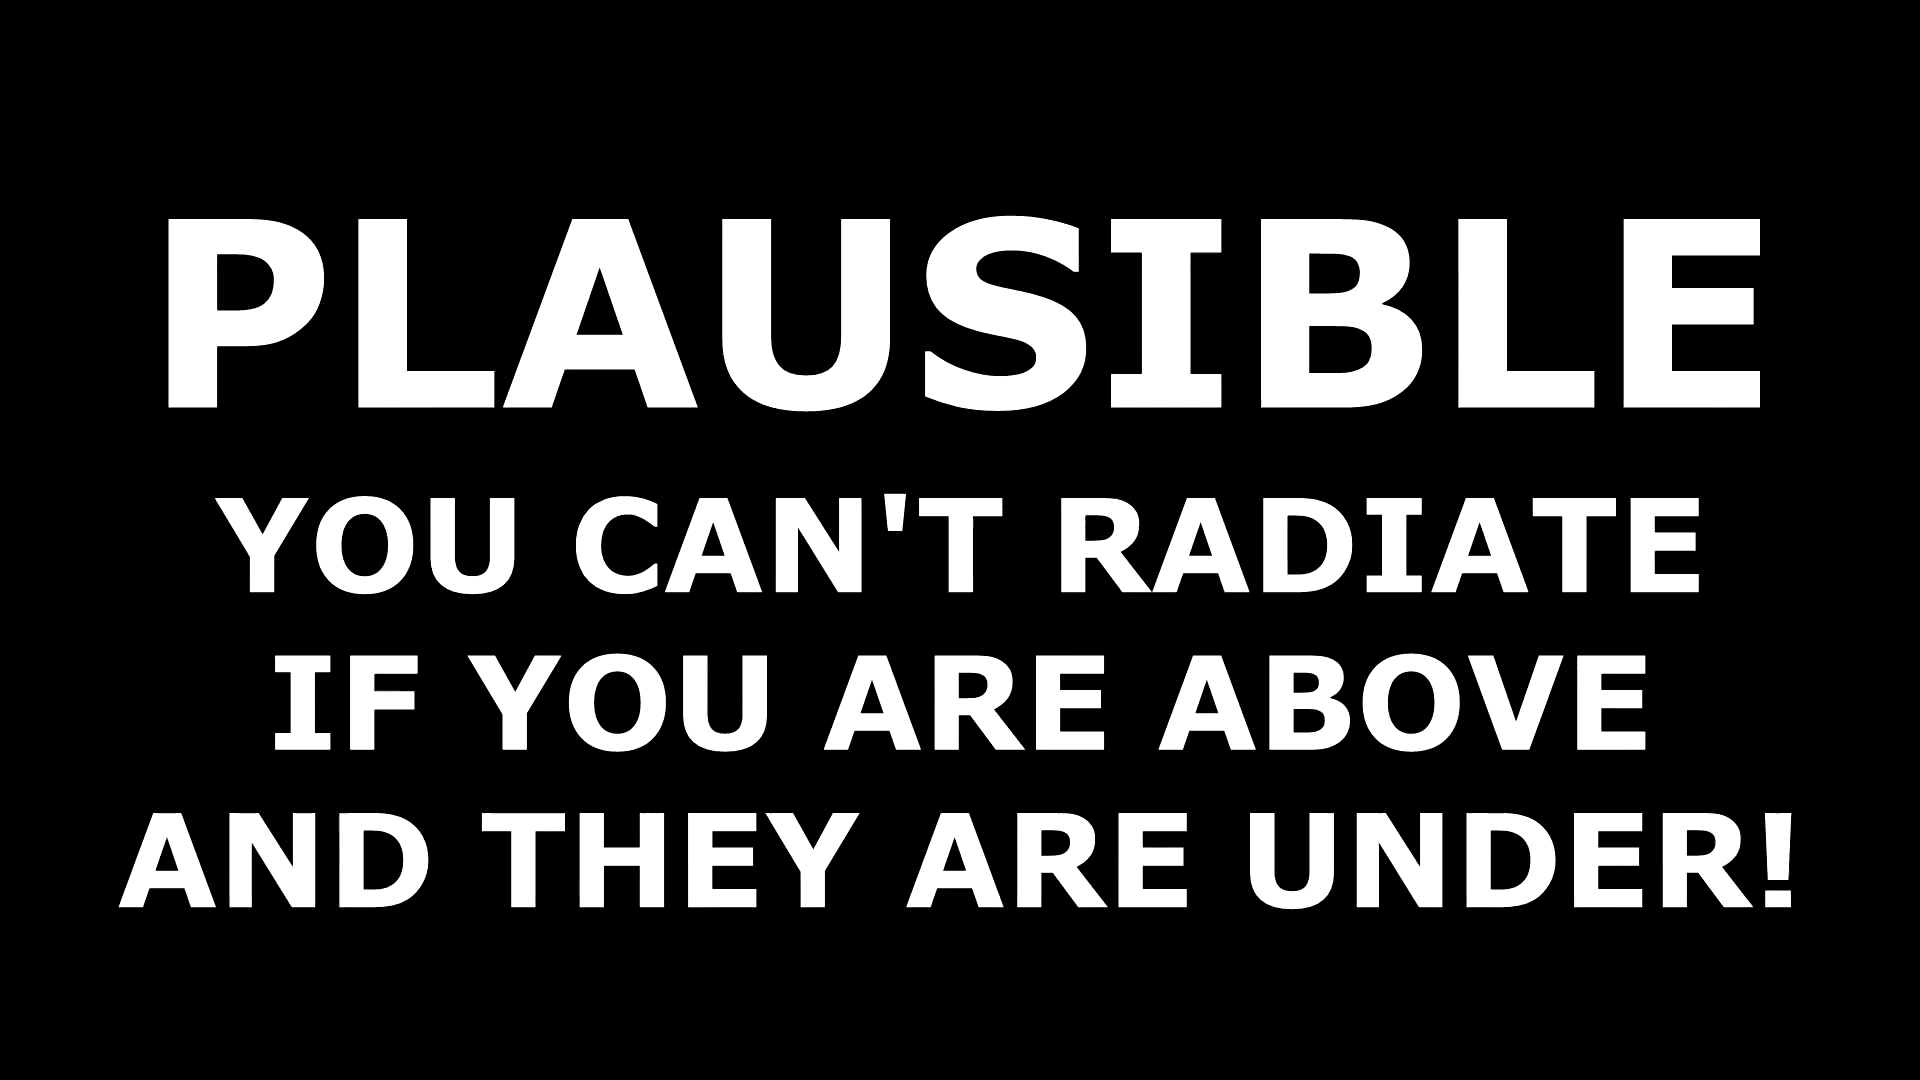 PLAUSIBLE
YOU CAN'T RADIATE
IF YOU ARE ABOVE
AND THEY ARE UNDER!